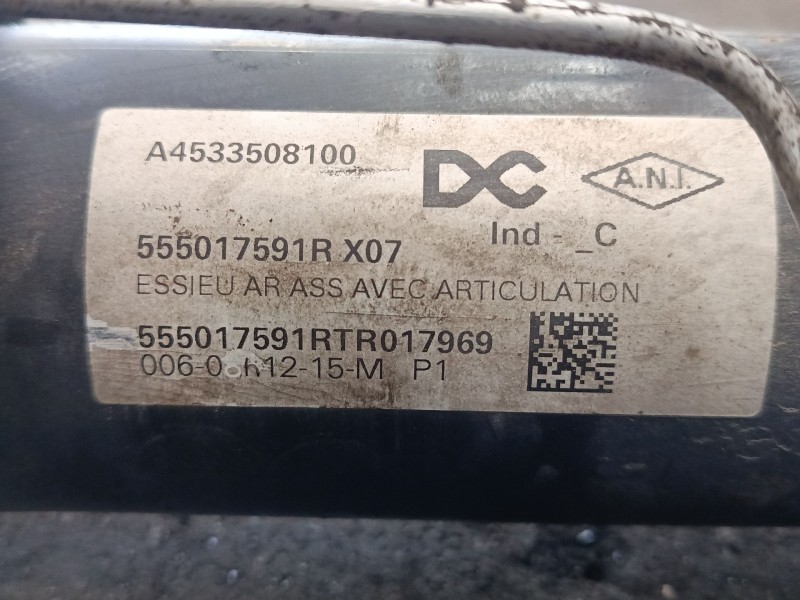 A4533508100
DC
A.N.I.
Ind - _C
555017591R X07
ESSIEU AR ASS AVEC ARTICULATION
555017591RTR017969
P1